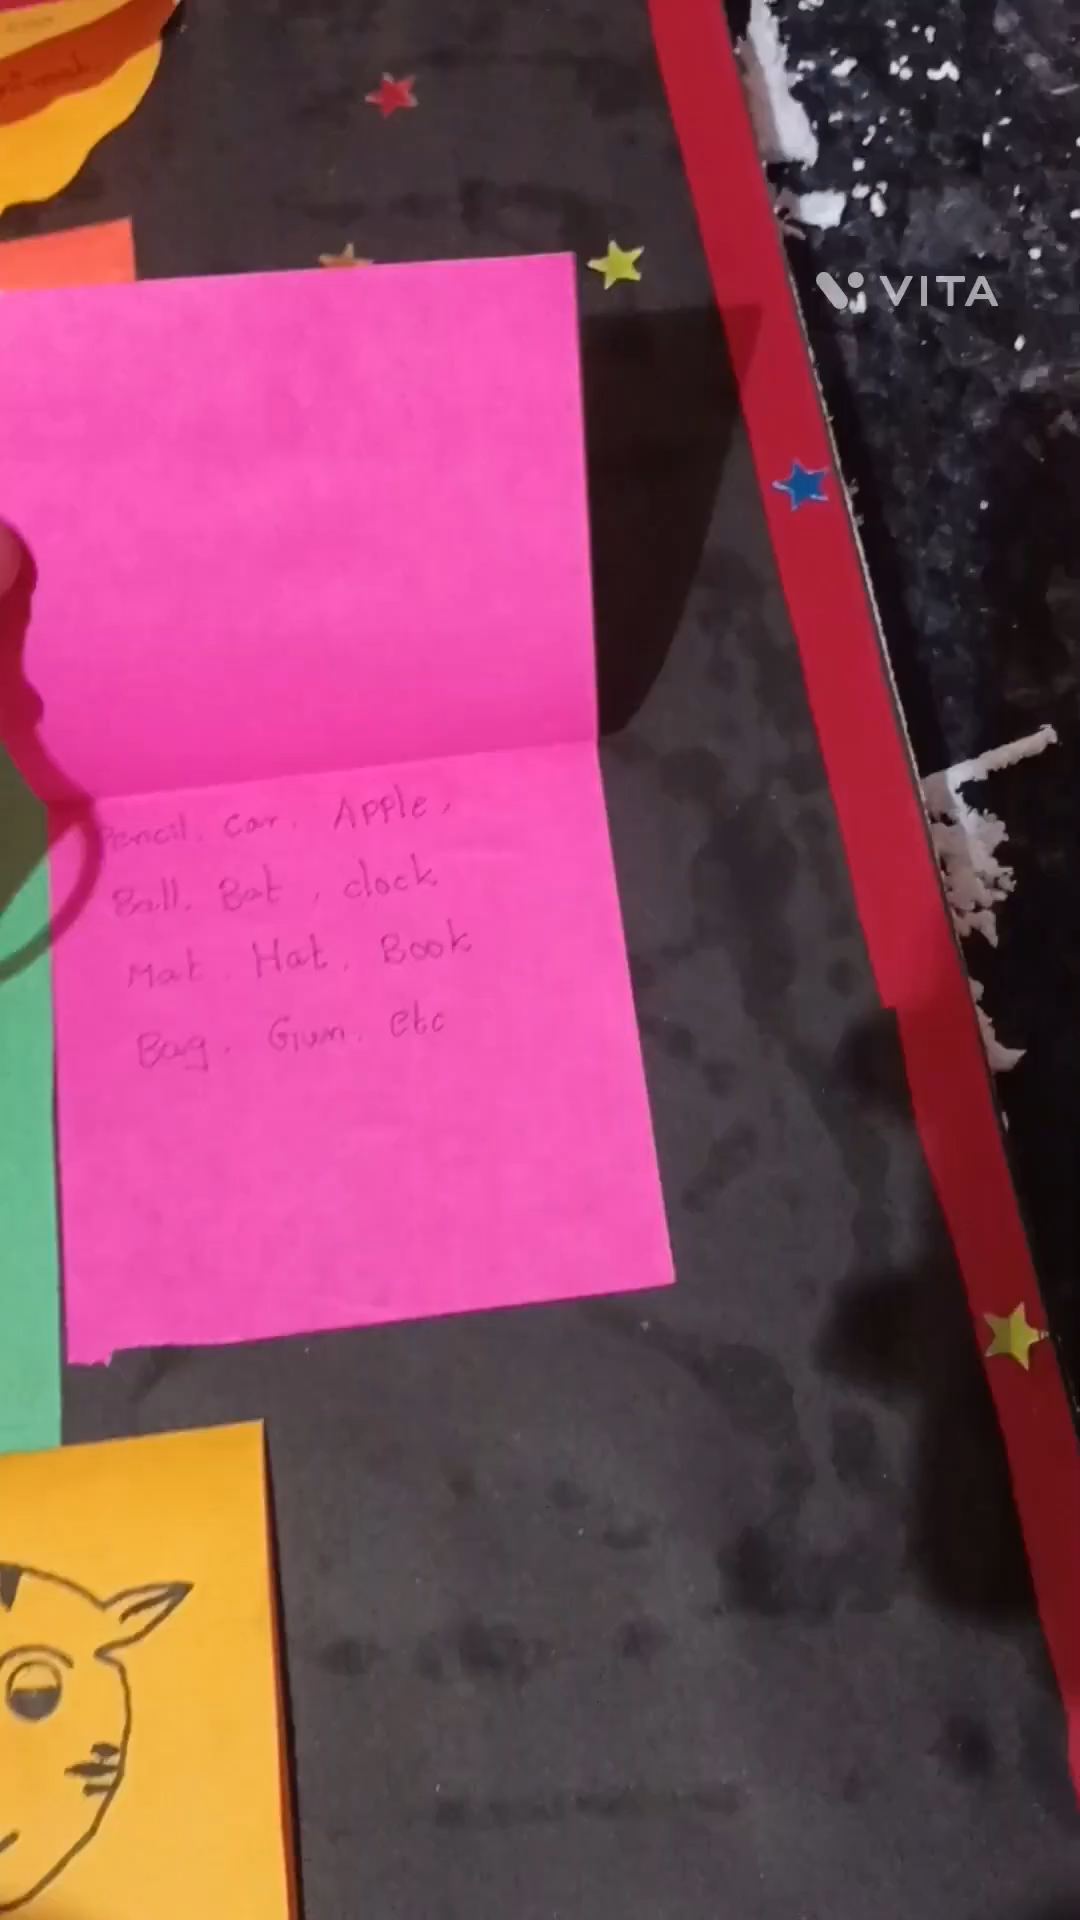 VITA
Pencil. Car. Apple,
Ball. Bat, clock
Mat. Hat. Book
Bag. Gum. etc